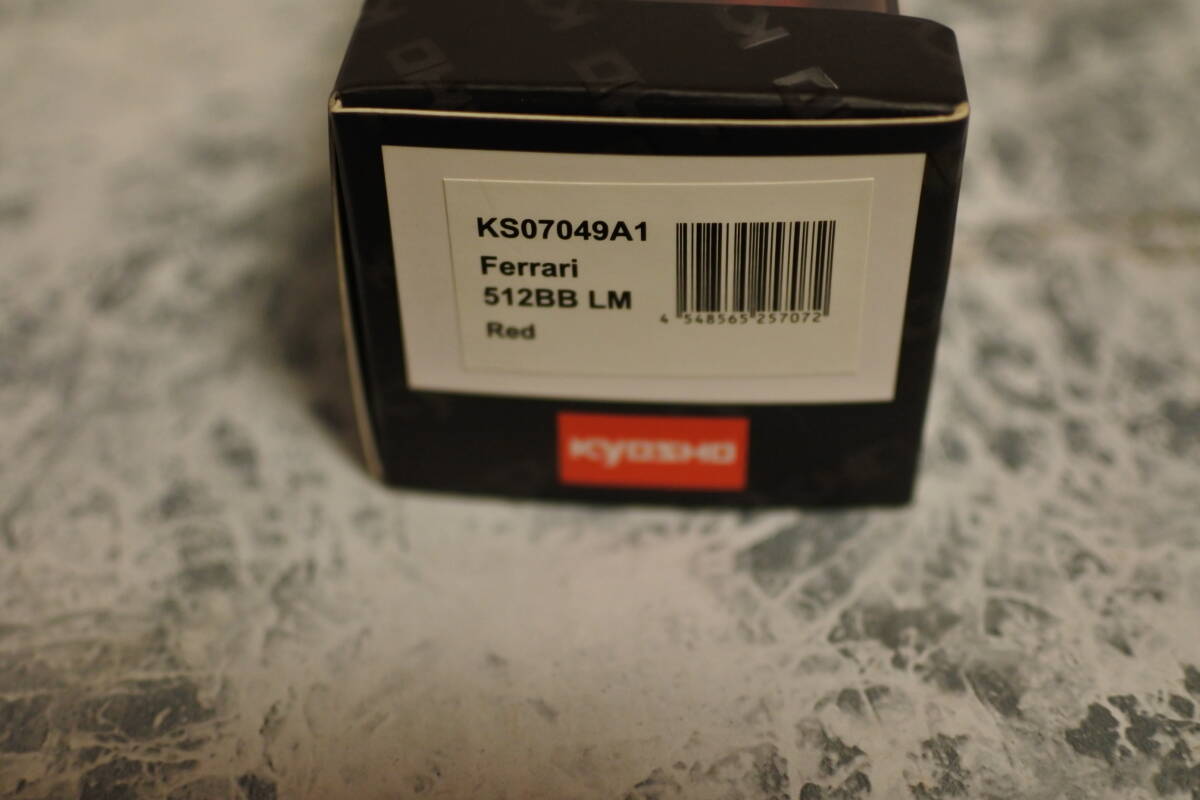 KS07049A1
Ferrari
512BB LM
Red
4 548565 257072
KYOSHO